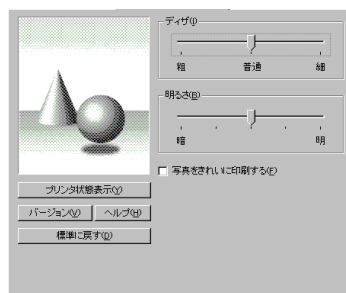 ディザ(I)
粗 普通 細
明るさ(B)
暗 明
写真をきれいに印刷する(F)
プリンタ状態表示(Y)
バージョン(V) ヘルプ(H)
標準に戻す(D)